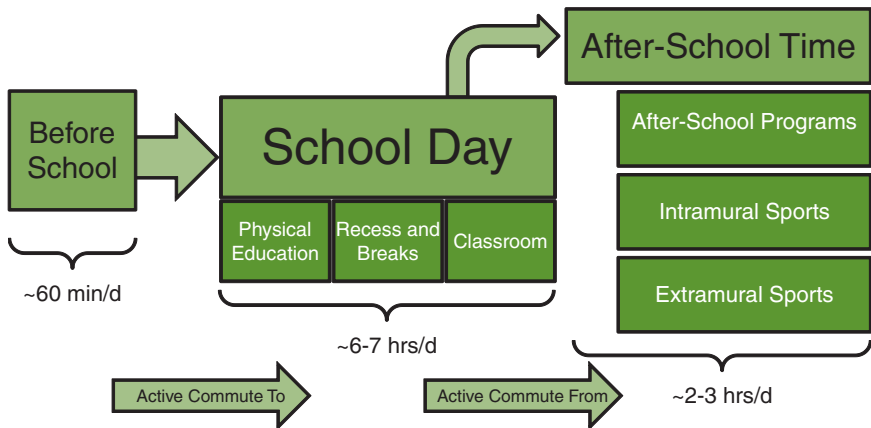 Before
School
~60 min/d
School Day
Physical
Education
Recess and
Breaks
Classroom
~6-7 hrs/d
After-School Time
After-School Programs
Intramural Sports
Extramural Sports
~2-3 hrs/d
Active Commute To
Active Commute From